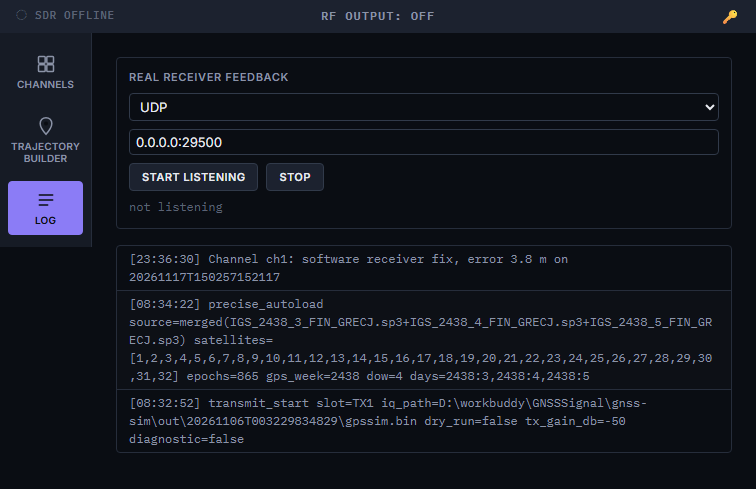 SDR OFFLINE
RF OUTPUT: OFF
CHANNELS
TRAJECTORY
BUILDER
LOG
REAL RECEIVER FEEDBACK
UDP
0.0.0.0:29500
START LISTENING
STOP
not listening
[23:36:30] Channel ch1: software receiver fix, error 3.8 m on
20261117T150257152117
[08:34:22] precise_autoload
source=merged(IGS_2438_3_FIN_GRECJ.sp3+IGS_2438_4_FIN_GRECJ.sp3+IGS_2438_5_FIN_GR
ECJ.sp3) satellites=
[1,2,3,4,5,6,7,8,9,10,11,12,13,14,15,16,17,18,19,20,21,22,23,24,25,26,27,28,29,30
,31,32] epochs=865 gps_week=2438 dow=4 days=2438:3,2438:4,2438:5
[08:32:52] transmit_start slot=TX1 iq_path=D:\workbuddy\GNSSSignal\gnss-
sim\out\20261106T003229834829\gpssim.bin dry_run=false tx_gain_db=-50
diagnostic=false